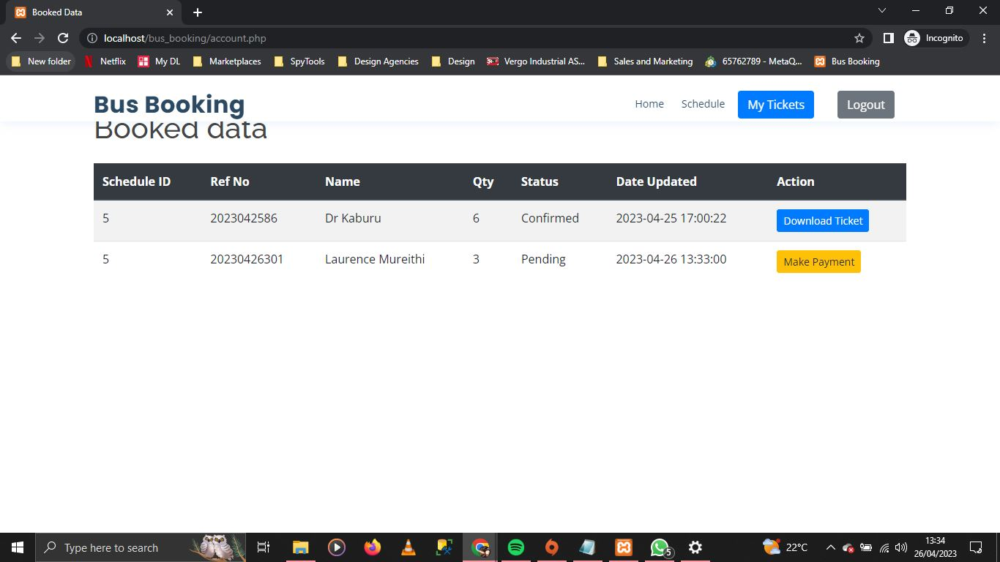 Booked Data
localhost/bus_booking/account.php
Incognito
New folder Netflix My DL Marketplaces SpyTools Design Agencies Design Vergo Industrial AS... Sales and Marketing 65762789 - MetaQ... Bus Booking
Bus Booking Home Schedule My Tickets Logout
Booked data
Schedule ID Ref No Name Qty Status Date Updated Action
5 2023042586 Dr Kaburu 6 Confirmed 2023-04-25 17:00:22 Download Ticket
5 20230426301 Laurence Mureithi 3 Pending 2023-04-26 13:33:00 Make Payment
Type here to search 5 22°C 13:34
26/04/2023